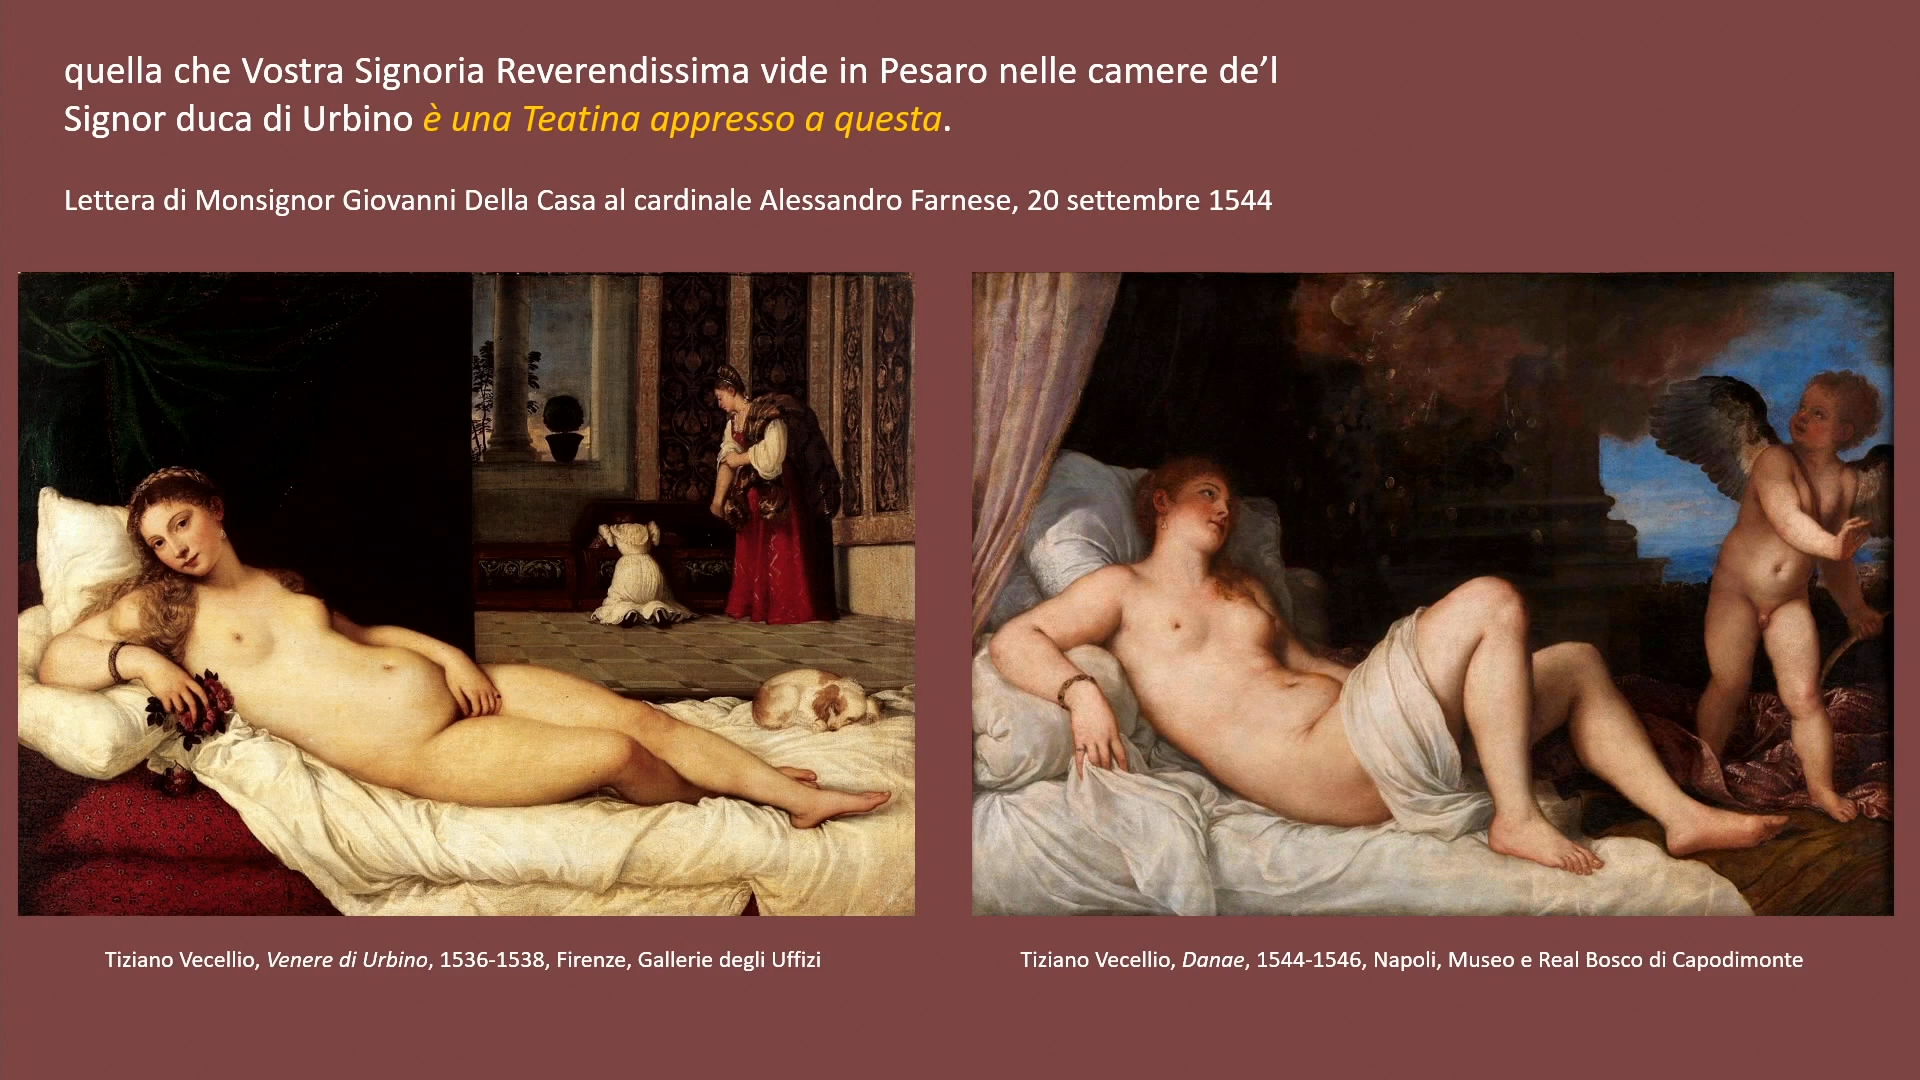 quella che Vostra Signoria Reverendissima vide in Pesaro nelle camere de’l
Signor duca di Urbino è una Teatina appresso a questa.
Lettera di Monsignor Giovanni Della Casa al cardinale Alessandro Farnese, 20 settembre 1544
Tiziano Vecellio, Venere di Urbino, 1536-1538, Firenze, Gallerie degli Uffizi
Tiziano Vecellio, Danae, 1544-1546, Napoli, Museo e Real Bosco di Capodimonte